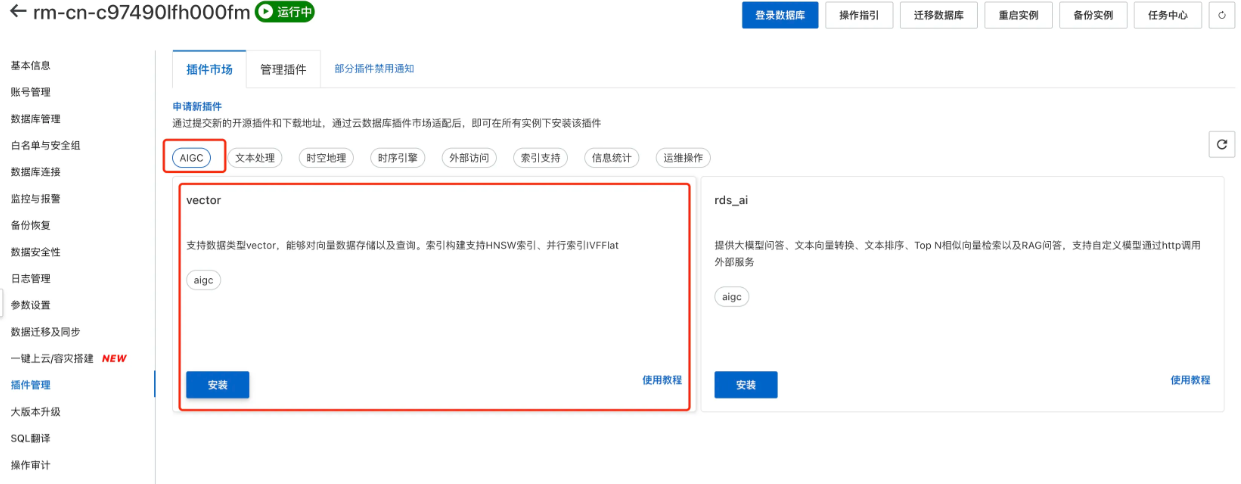 rm-cn-c97490lfh000fm 运行中
登录数据库 操作指引 迁移数据库 重启实例 备份实例 任务中心
基本信息
账号管理
数据库管理
白名单与安全组
数据库连接
监控与报警
备份恢复
数据安全性
日志管理
参数设置
数据迁移及同步
一键上云/容灾搭建 NEW
插件管理
大版本升级
SQL翻译
操作审计
插件市场 管理插件 部分插件禁用通知
申请新插件
通过提交新的开源插件和下载地址，通过云数据库插件市场适配后，即可在所有实例下安装该插件
AIGC 文本处理 时空地理 时序引擎 外部访问 索引支持 信息统计 运维操作
vector
支持数据类型vector，能够对向量数据存储以及查询。索引构建支持HNSW索引、并行索引IVFFlat
aigc
安装 使用教程
rds_ai
提供大模型问答、文本向量转换、文本排序、Top N相似向量检索以及RAG问答，支持自定义模型通过http调用
外部服务
aigc
安装 使用教程